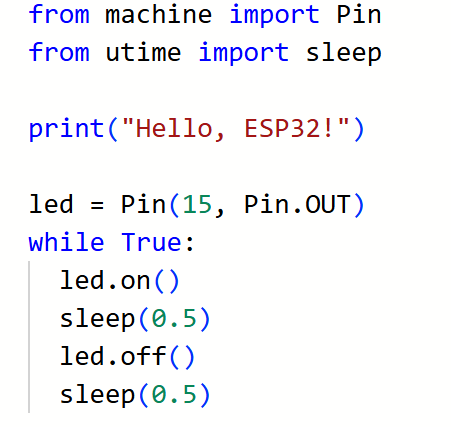 from machine import Pin
from utime import sleep

print("Hello, ESP32!")

led = Pin(15, Pin.OUT)
while True:
  led.on()
  sleep(0.5)
  led.off()
  sleep(0.5)